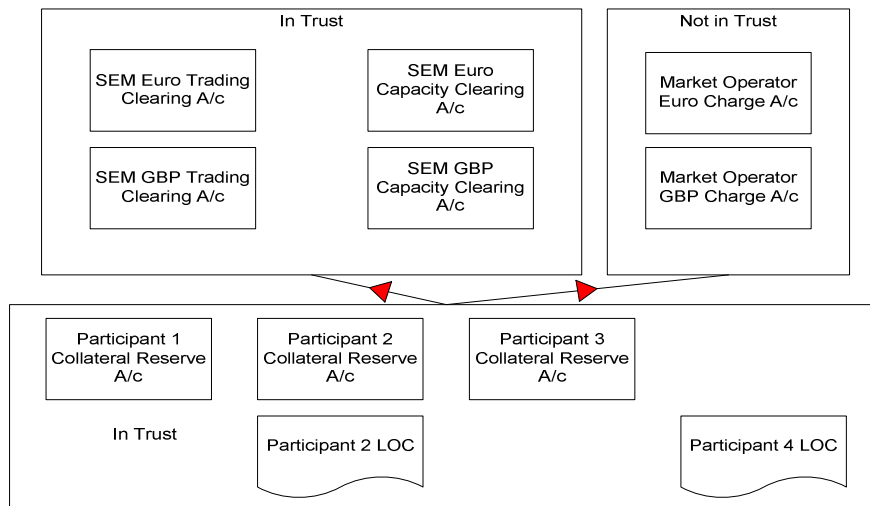 In Trust
SEM Euro Trading
Clearing A/c
SEM Euro
Capacity Clearing
A/c
SEM GBP Trading
Clearing A/c
SEM GBP
Capacity Clearing
A/c
Not in Trust
Market Operator
Euro Charge A/c
Market Operator
GBP Charge A/c
Participant 1
Collateral Reserve
A/c
Participant 2
Collateral Reserve
A/c
Participant 3
Collateral Reserve
A/c
In Trust
Participant 2 LOC
Participant 4 LOC